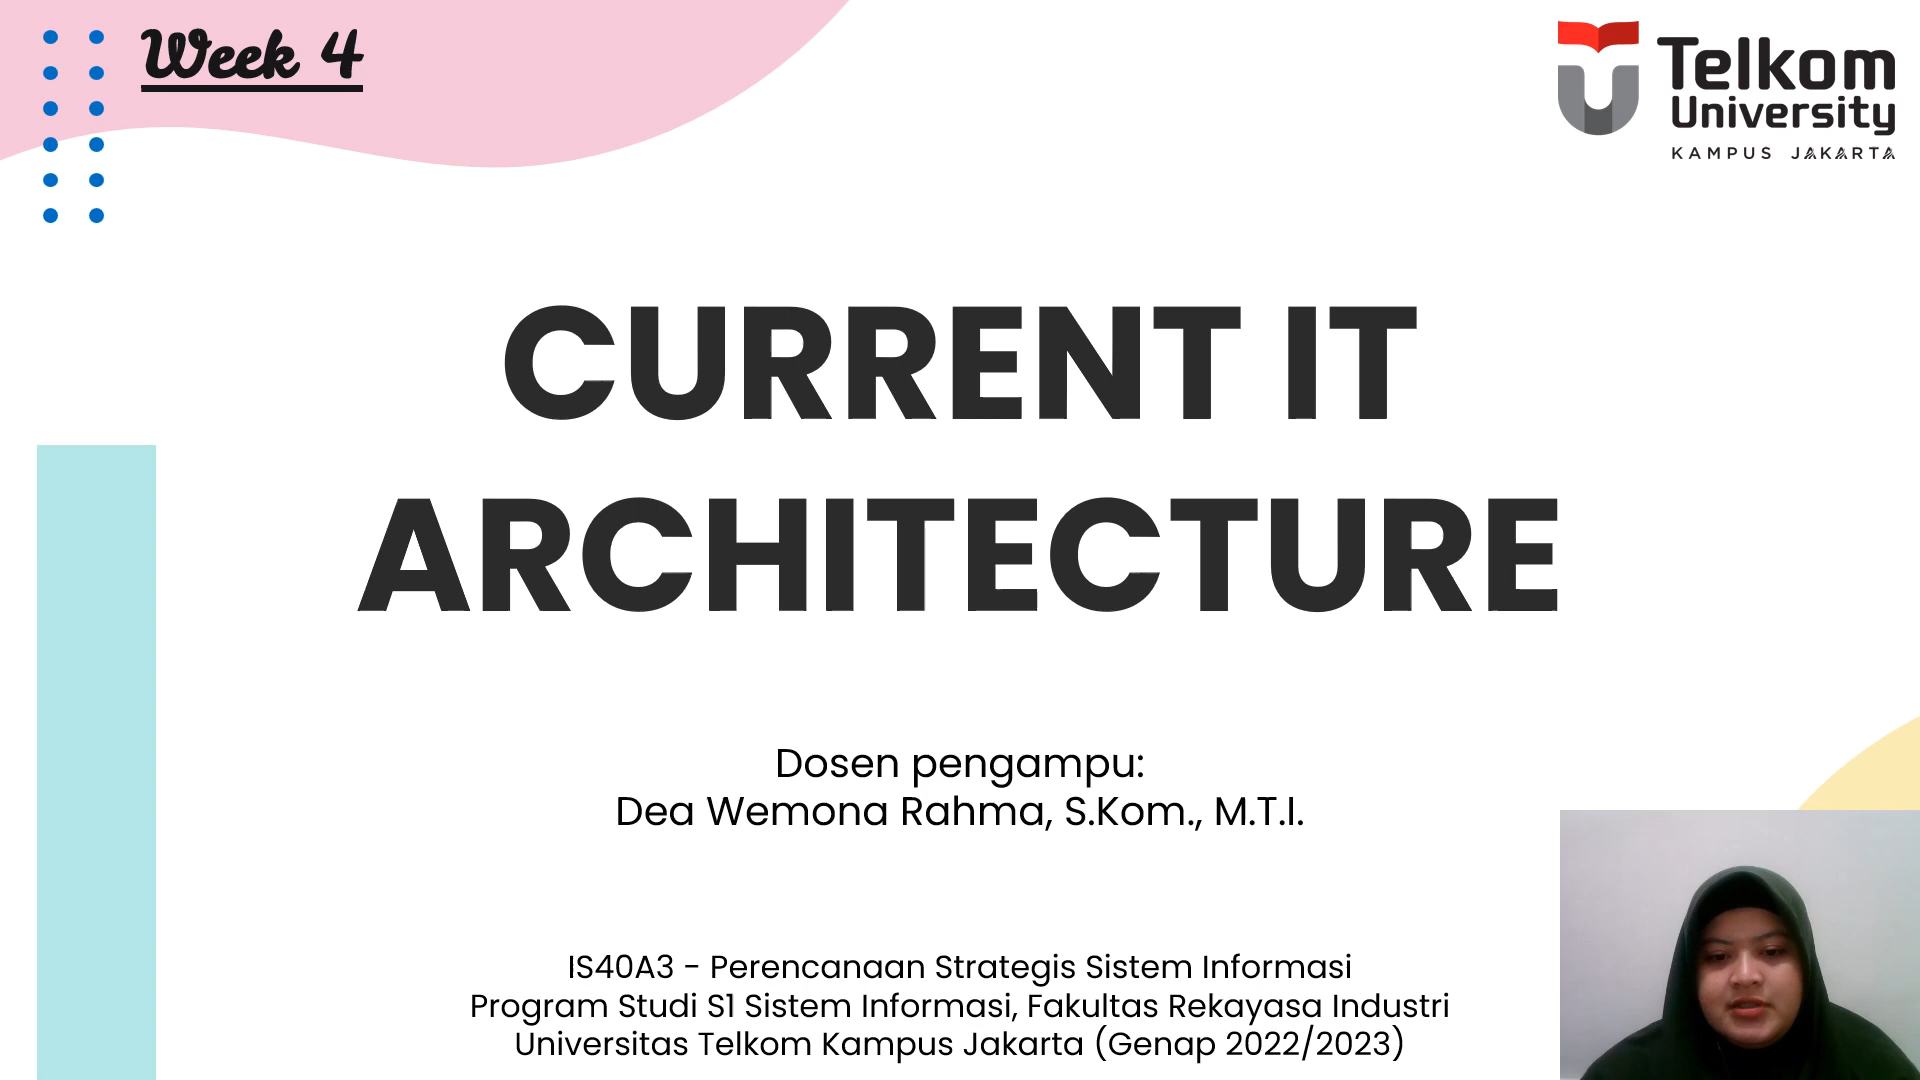 Week 4
Telkom
University
KAMPUS JAKARTA
CURRENT IT
ARCHITECTURE
Dosen pengampu:
Dea Wemona Rahma, S.Kom., M.T.I.
IS40A3 - Perencanaan Strategis Sistem Informasi
Program Studi S1 Sistem Informasi, Fakultas Rekayasa Industri
Universitas Telkom Kampus Jakarta (Genap 2022/2023)